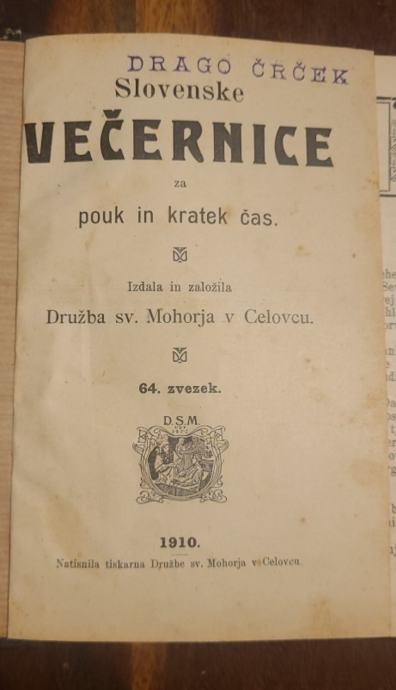 DRAGO ČRČEK
Slovenske
VEČERNICE
za
pouk in kratek čas.
Izdala in založila
Družba sv. Mohorja v Celovcu.
64. zvezek.
D.S.M.
1910.
Natisnila tiskarna Družbe sv. Mohorja v Celovcu.